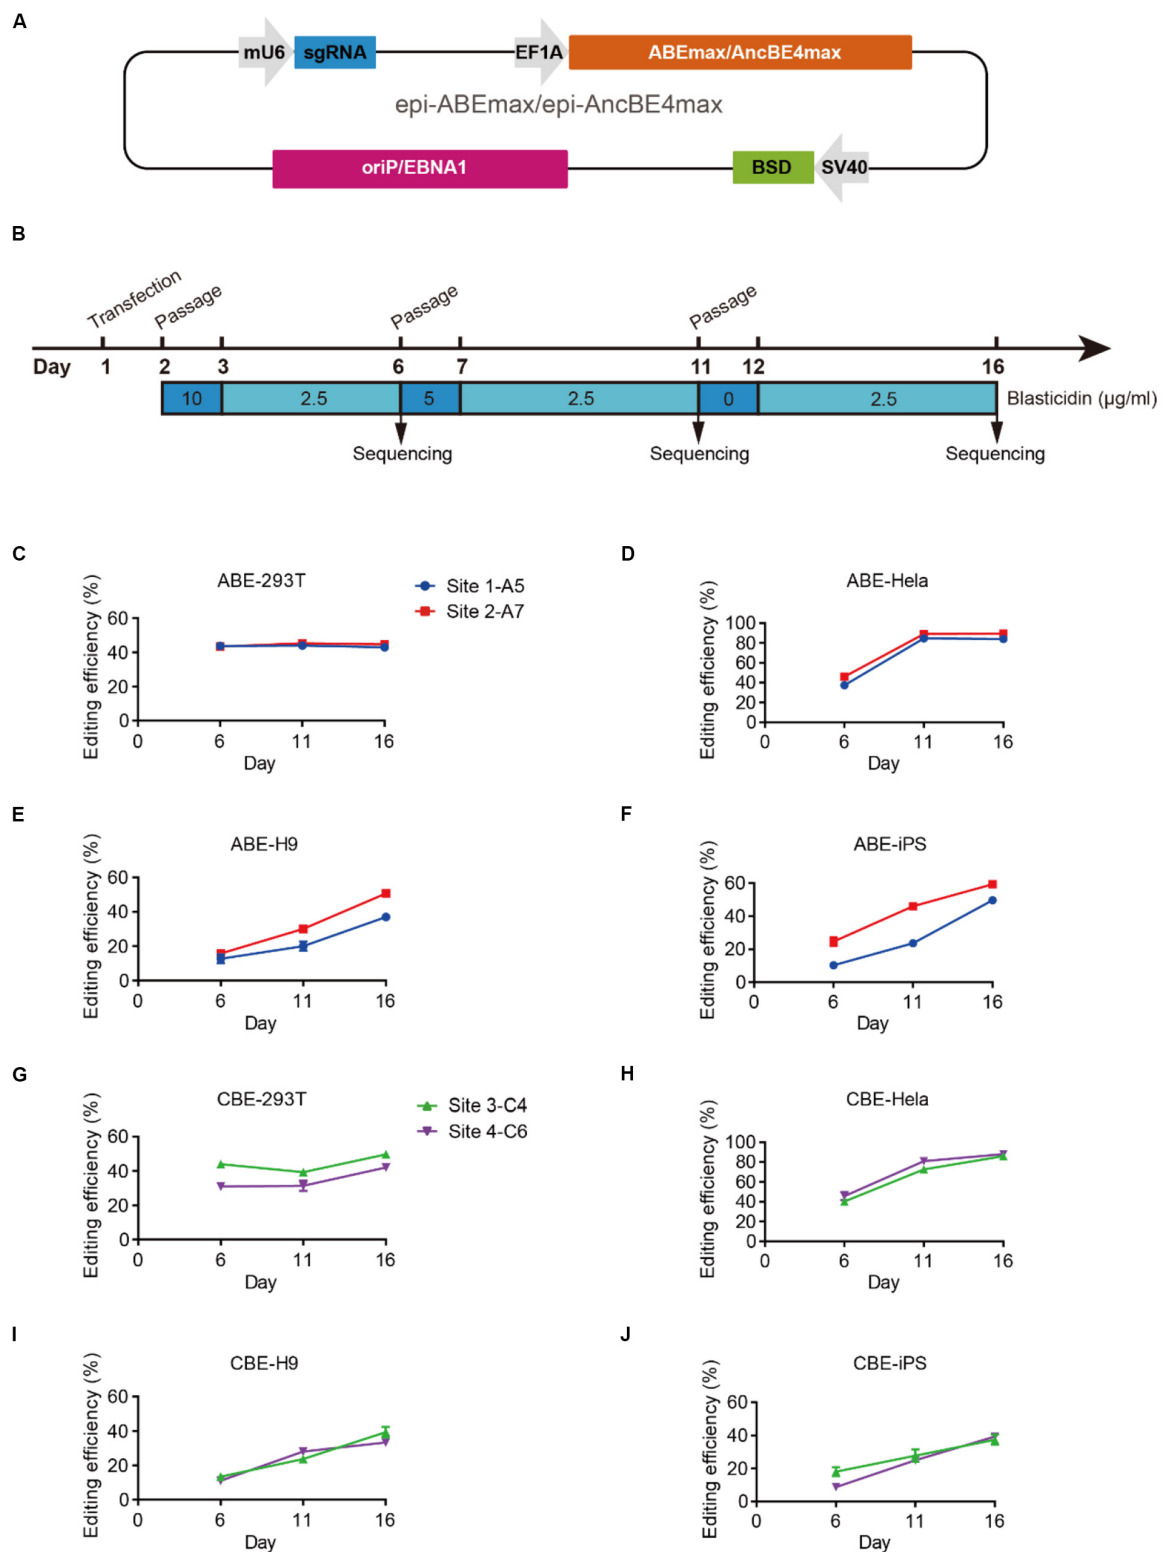 A
mU6 sgRNA EF1A ABEmax/AncBE4max
epi-ABEmax/epi-AncBE4max
oriP/EBNA1 BSD SV40
B
Transfection Passage Passage Passage
Day 1 2 3 6 7 11 12 16
10 2.5 5 2.5 0 2.5 Blasticidin (μg/ml)
Sequencing Sequencing Sequencing
C
ABE-293T
Site 1-A5
Site 2-A7
Editing efficiency (%)
60
40
20
0
0 6 11 16
Day
D
ABE-Hela
Editing efficiency (%)
100
80
60
40
20
0
0 6 11 16
Day
E
ABE-H9
Editing efficiency (%)
60
40
20
0
0 6 11 16
Day
F
ABE-iPS
Editing efficiency (%)
60
40
20
0
0 6 11 16
Day
G
CBE-293T
Site 3-C4
Site 4-C6
Editing efficiency (%)
60
40
20
0
0 6 11 16
Day
H
CBE-Hela
Editing efficiency (%)
100
80
60
40
20
0
0 6 11 16
Day
I
CBE-H9
Editing efficiency (%)
60
40
20
0
0 6 11 16
Day
J
CBE-iPS
Editing efficiency (%)
60
40
20
0
0 6 11 16
Day